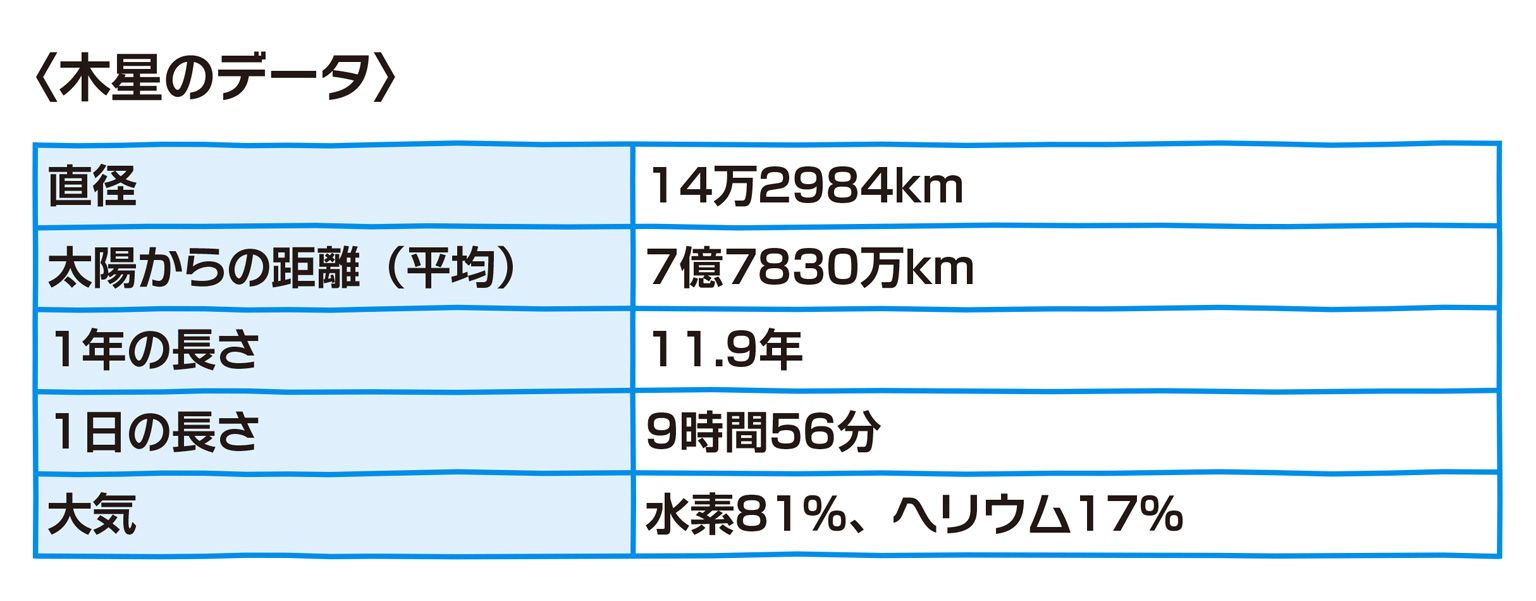 〈木星のデータ〉
直径 14万2984km
太陽からの距離（平均） 7億7830万km
1年の長さ 11.9年
1日の長さ 9時間56分
大気 水素81%、ヘリウム17%